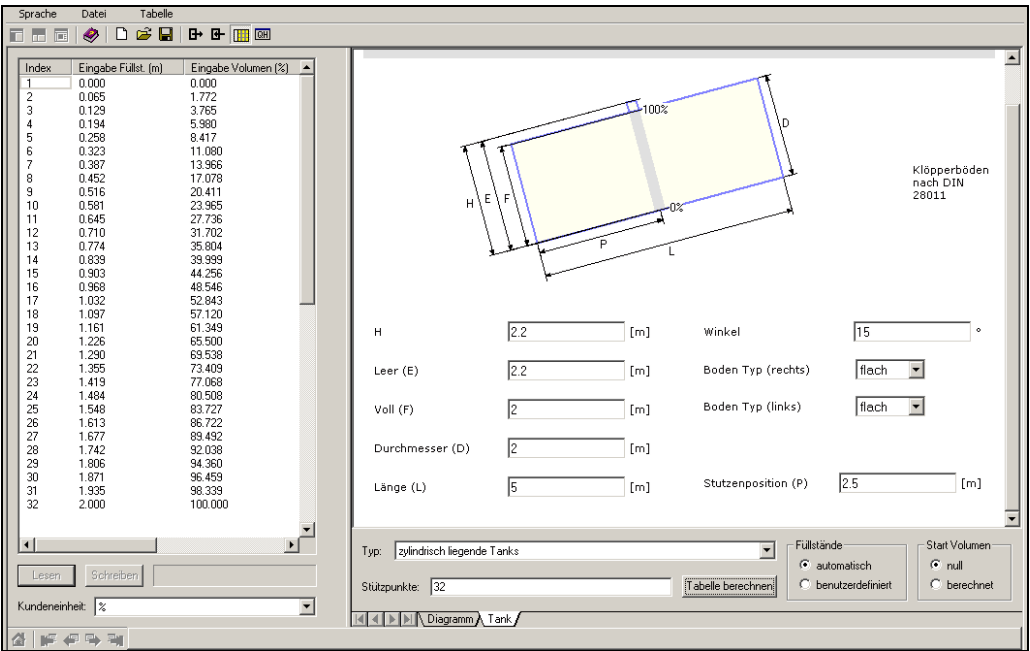 Sprache Datei Tabelle
Index Eingabe Füllst. (m) Eingabe Volumen (%)
1 0.000 0.000
2 0.065 1.772
3 0.129 3.765
4 0.194 5.980
5 0.258 8.417
6 0.323 11.080
7 0.387 13.966
8 0.452 17.078
9 0.516 20.411
10 0.581 23.965
11 0.645 27.736
12 0.710 31.702
13 0.774 35.804
14 0.839 39.999
15 0.903 44.256
16 0.968 48.546
17 1.032 52.843
18 1.097 57.120
19 1.161 61.349
20 1.226 65.500
21 1.290 69.538
22 1.355 73.409
23 1.419 77.068
24 1.484 80.508
25 1.548 83.727
26 1.613 86.722
27 1.677 89.492
28 1.742 92.038
29 1.806 94.360
30 1.871 96.459
31 1.935 98.339
32 2.000 100.000
Lesen Schreiben
Kundeneinheit: %
100%
D
H E F
0%
P
L
Klöpperböden
nach DIN
28011
H 2.2 [m] Winkel 15 °
Leer (E) 2.2 [m] Boden Typ (rechts) flach
Voll (F) 2 [m] Boden Typ (links) flach
Durchmesser (D) 2 [m]
Länge (L) 5 [m] Stutzenposition (P) 2.5 [m]
Typ: zylindrisch liegende Tanks
Stützpunkte: 32 Tabelle berechnen
Füllstände
automatisch
benutzerdefiniert
Start Volumen
null
berechnet
Diagramm Tank